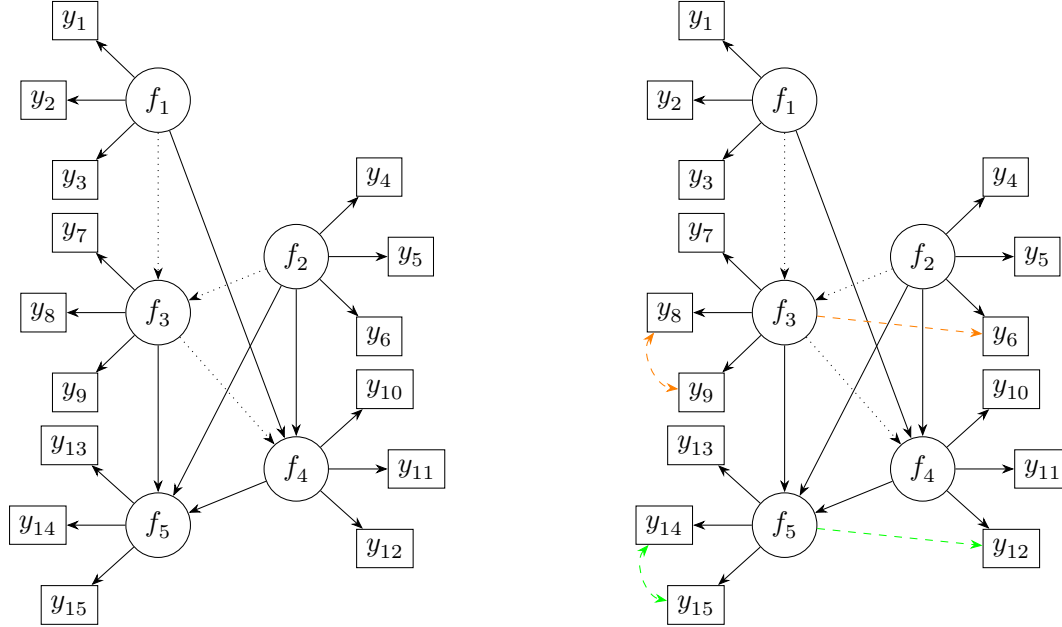 y₁
f₁
y₂
y₃
y₄
y₇
f₂
y₅
y₈
f₃
y₆
y₉
y₁₀
y₁₃
f₄
y₁₁
y₁₄
f₅
y₁₂
y₁₅
y₁
f₁
y₂
y₃
y₄
y₇
f₂
y₅
y₈
f₃
y₆
y₉
y₁₀
y₁₃
f₄
y₁₁
y₁₄
f₅
y₁₂
y₁₅